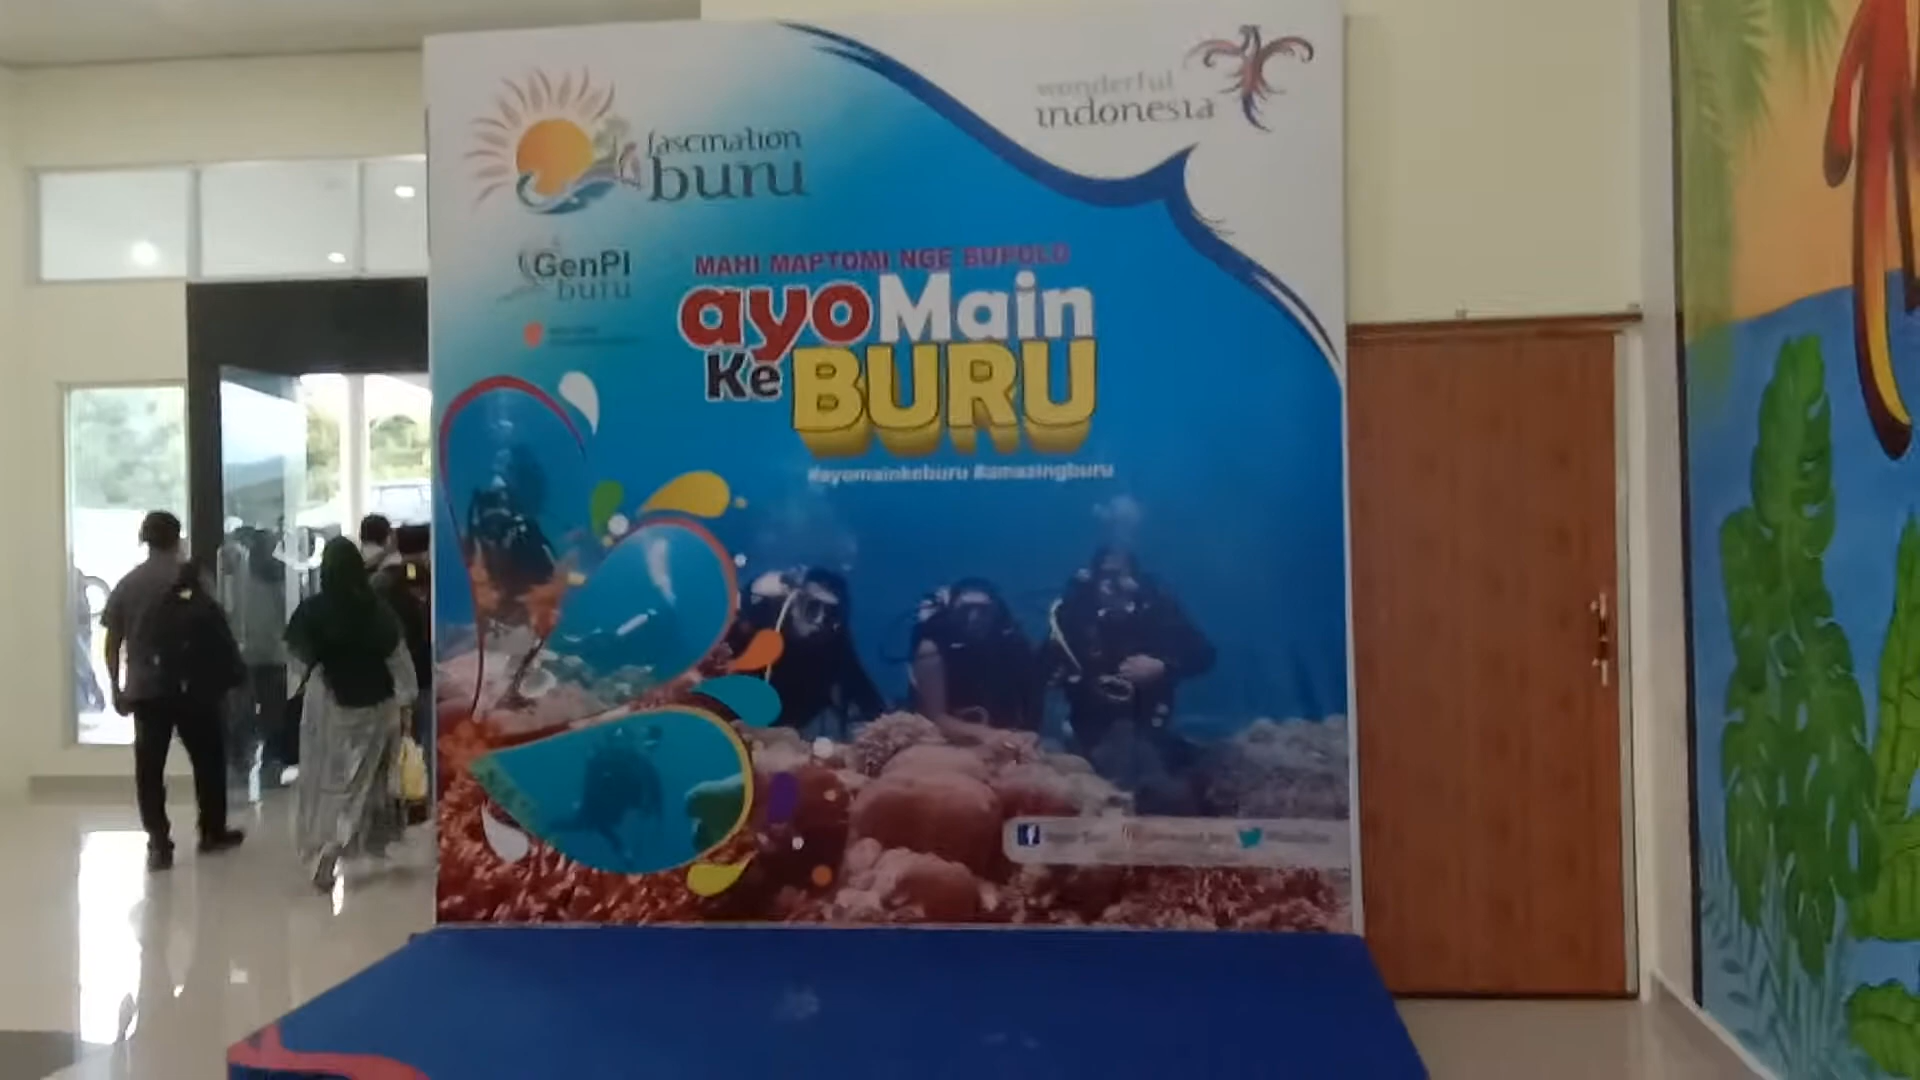 fascination
buru
wonderful
indonesia
GenPI
buru
MAHI MAPTOMI NGE BUPOLO
ayo Main
Ke BURU
#ayomainkeburu #amazingburu